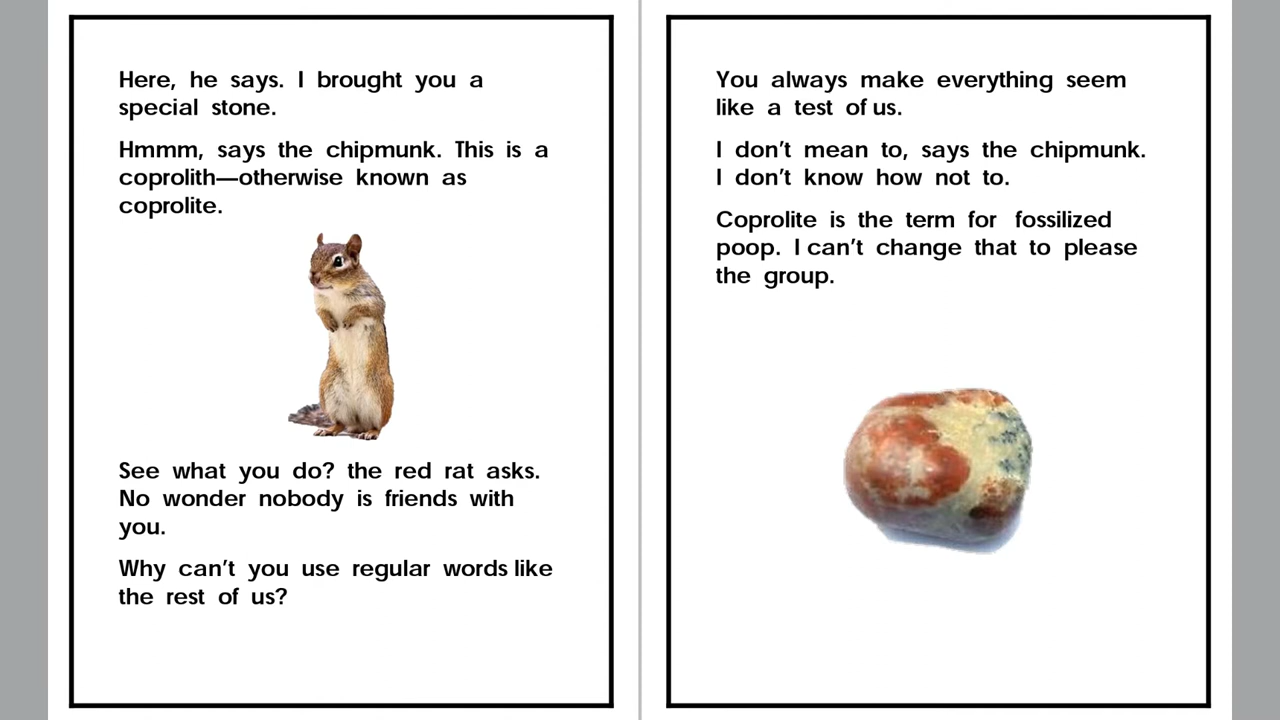 Here, he says. I brought you a
special stone.
Hmmm, says the chipmunk. This is a
coprolith—otherwise known as
coprolite.
See what you do? the red rat asks.
No wonder nobody is friends with
you.
Why can’t you use regular words like
the rest of us?
You always make everything seem
like a test of us.
I don’t mean to, says the chipmunk.
I don’t know how not to.
Coprolite is the term for fossilized
poop. I can’t change that to please
the group.